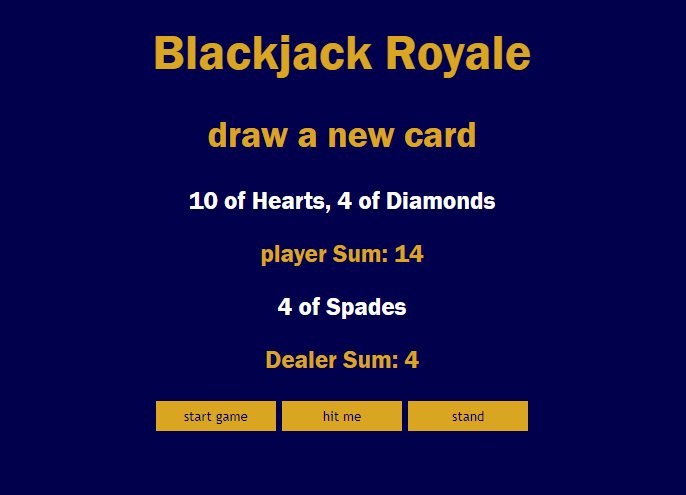 Blackjack Royale
draw a new card
10 of Hearts, 4 of Diamonds
player Sum: 14
4 of Spades
Dealer Sum: 4
start game
hit me
stand